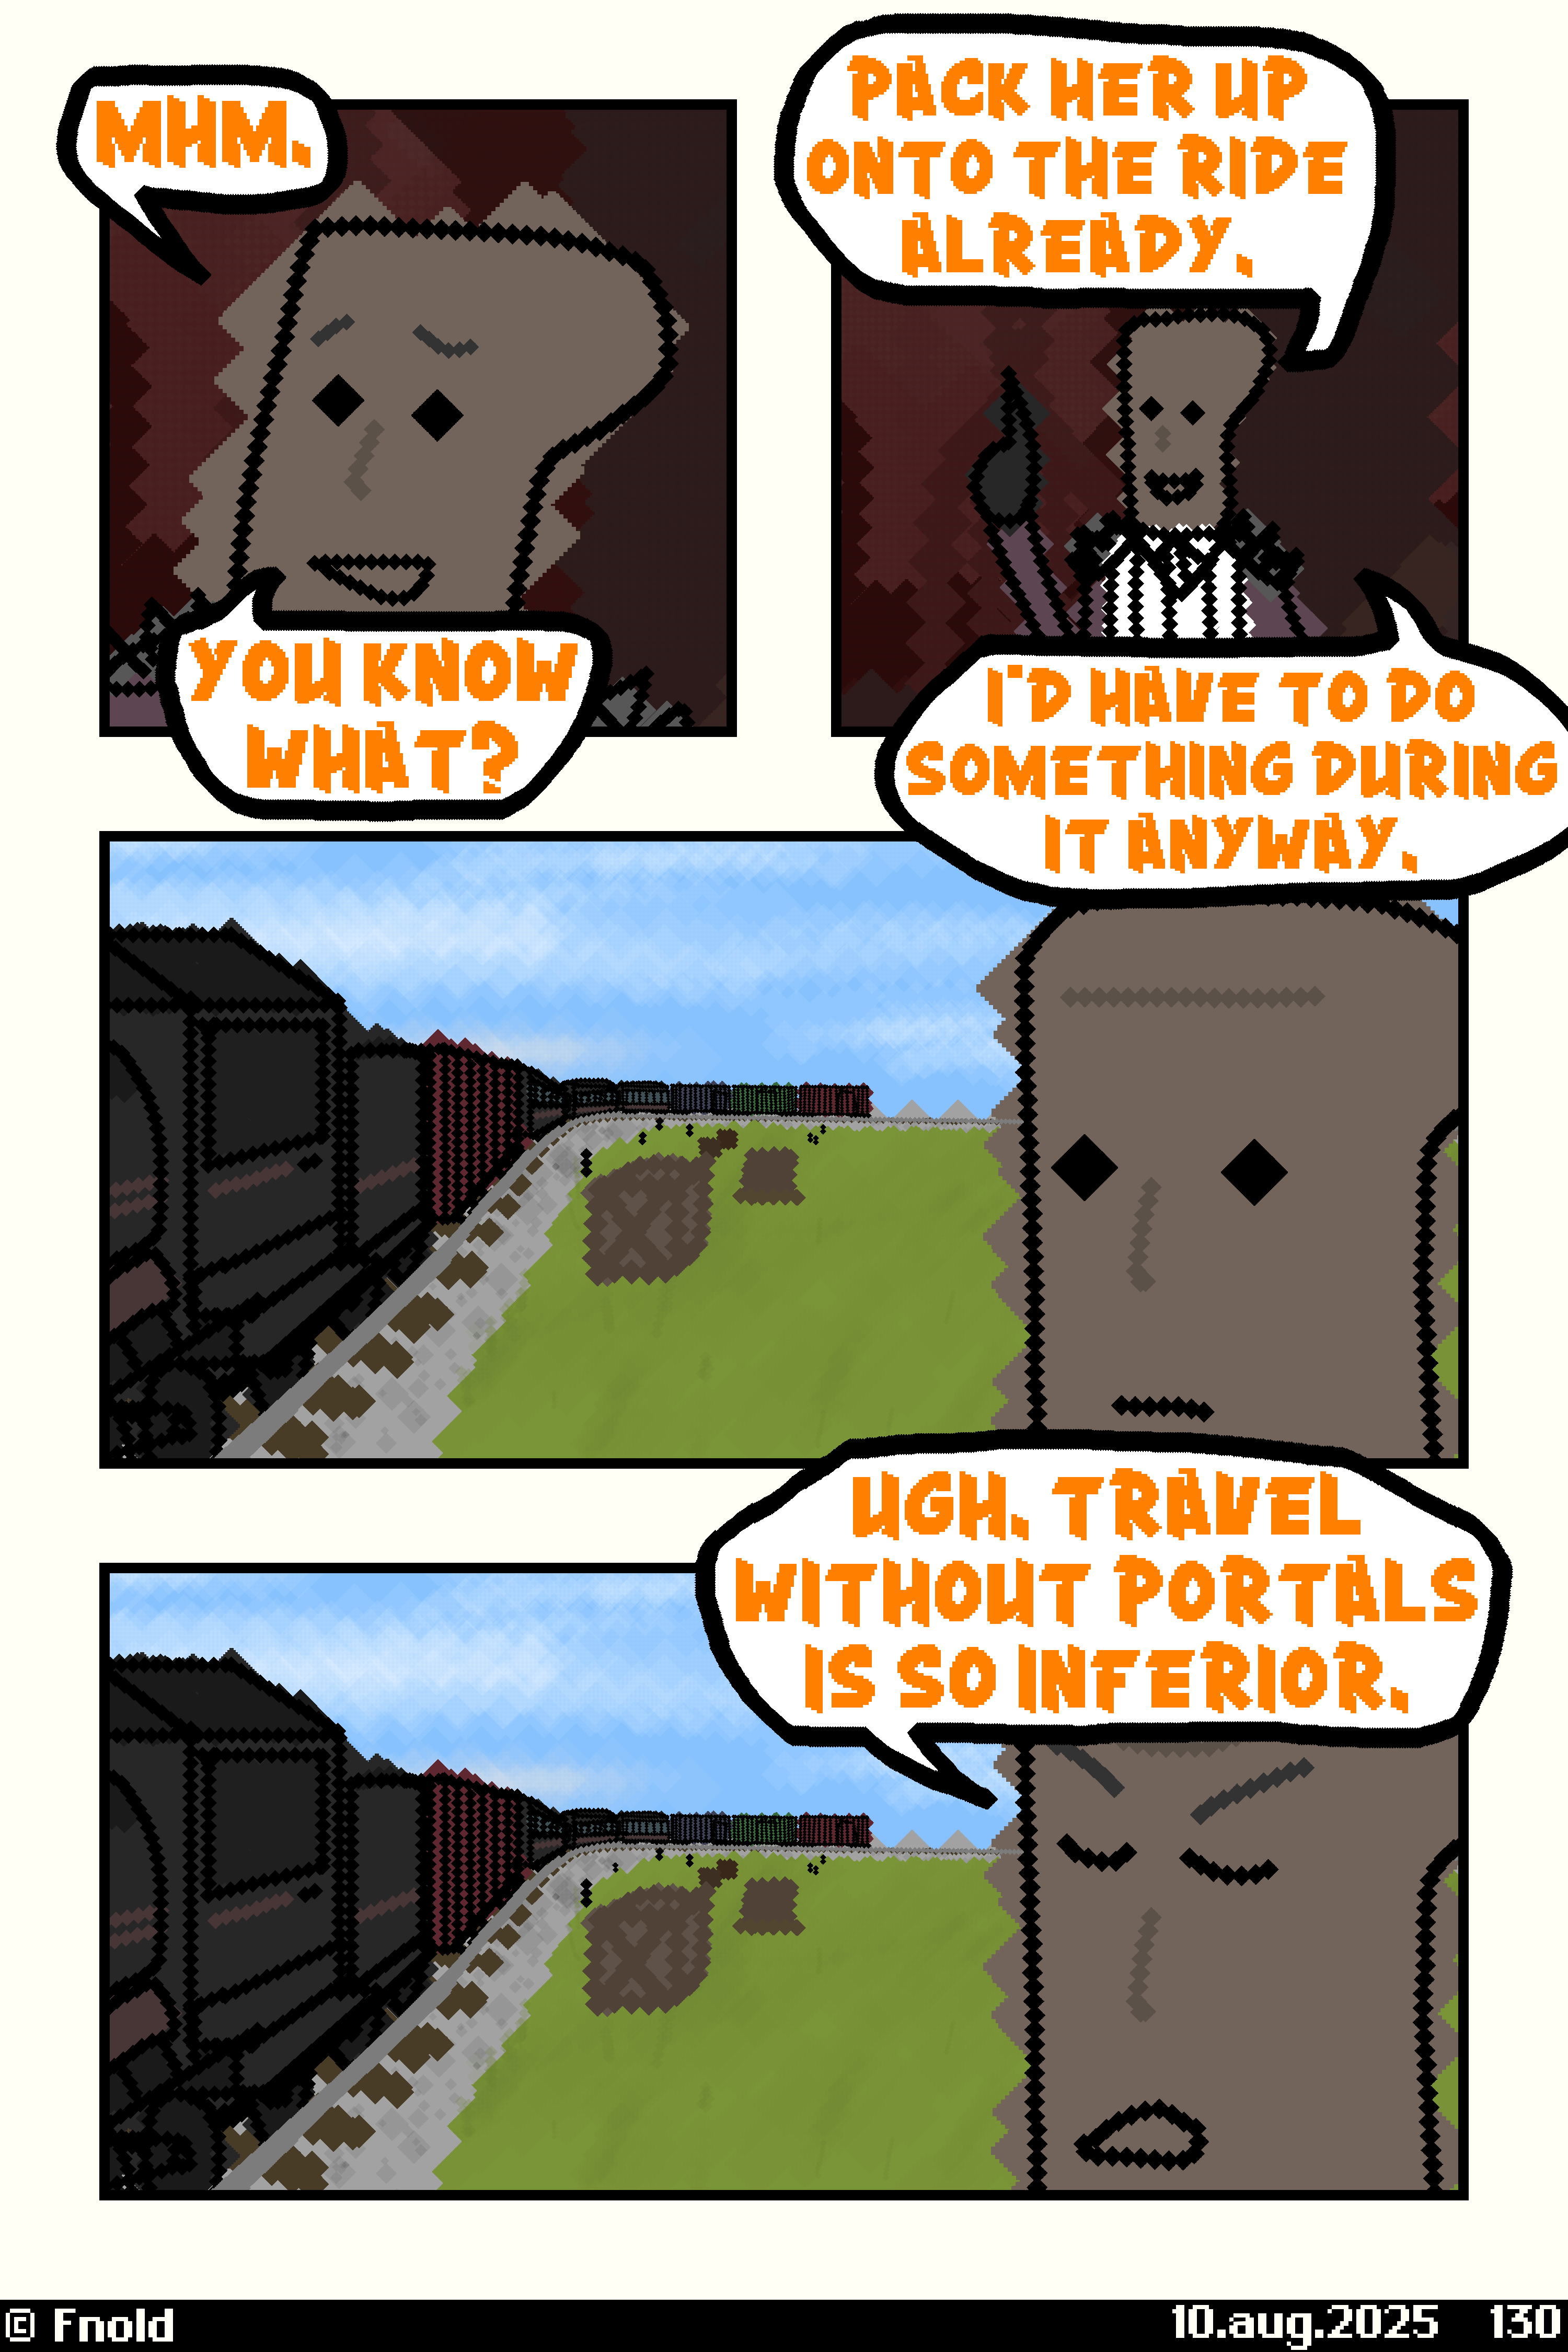 MHM.
YOU KNOW
WHAT?
PACK HER UP
ONTO THE RIDE
ALREADY.
I'D HAVE TO DO
SOMETHING DURING
IT ANYWAY.
UGH. TRAVEL
WITHOUT PORTALS
IS SO INFERIOR.
© Fnold
10.aug.2025 130